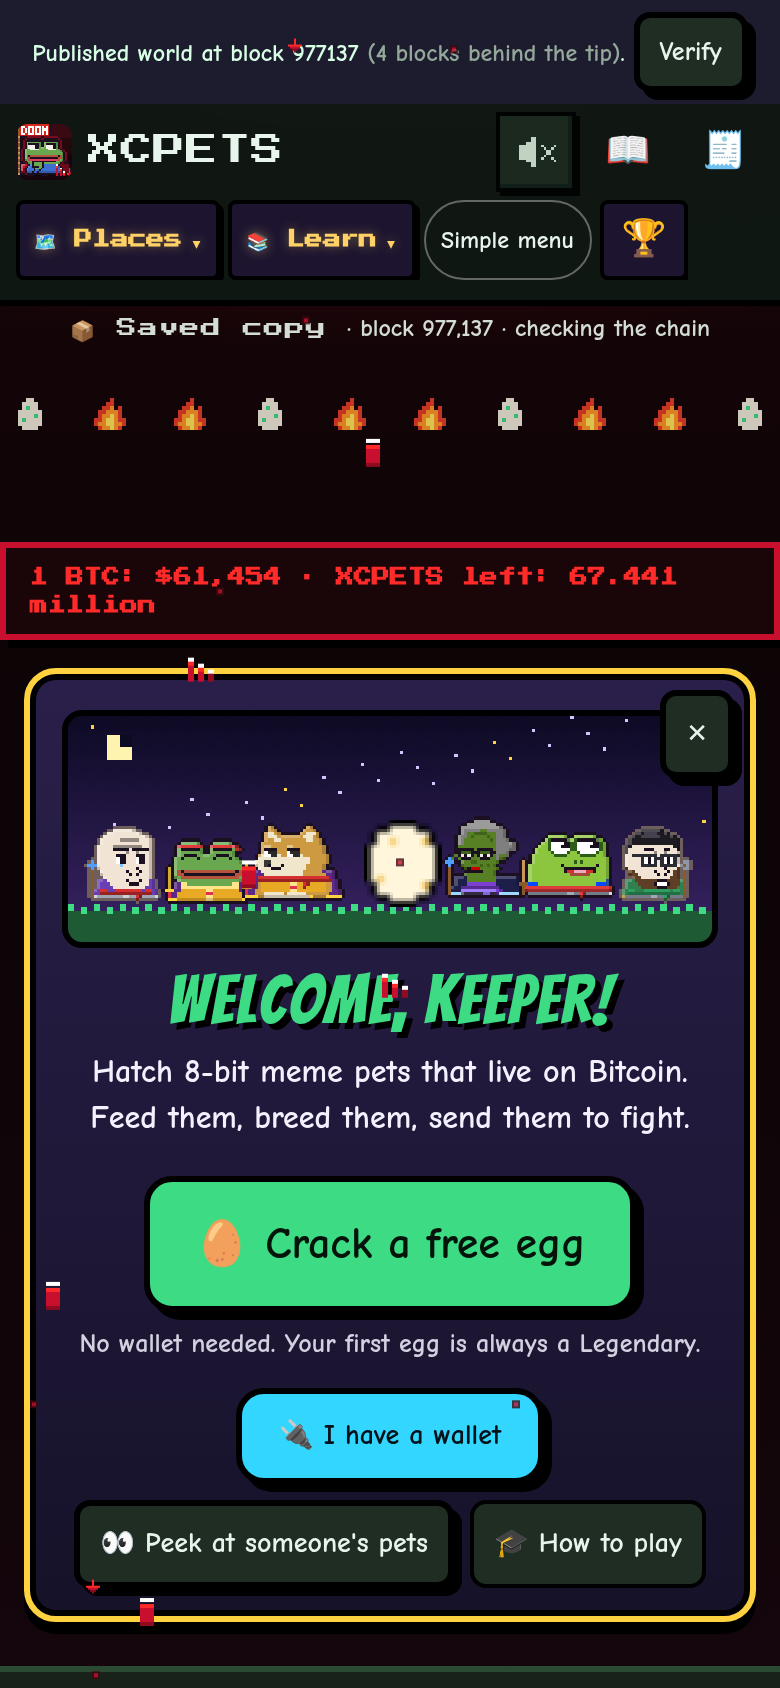 Published world at block 977137 (4 blocks behind the tip).
Verify
DOOM
XCPETS
Places
Learn
Simple menu
Saved copy · block 977,137 · checking the chain
1 BTC: $61,454 · XCPETS left: 67.441
million
WELCOME, KEEPER!
Hatch 8-bit meme pets that live on Bitcoin.
Feed them, breed them, send them to fight.
Crack a free egg
No wallet needed. Your first egg is always a Legendary.
I have a wallet
Peek at someone's pets
How to play